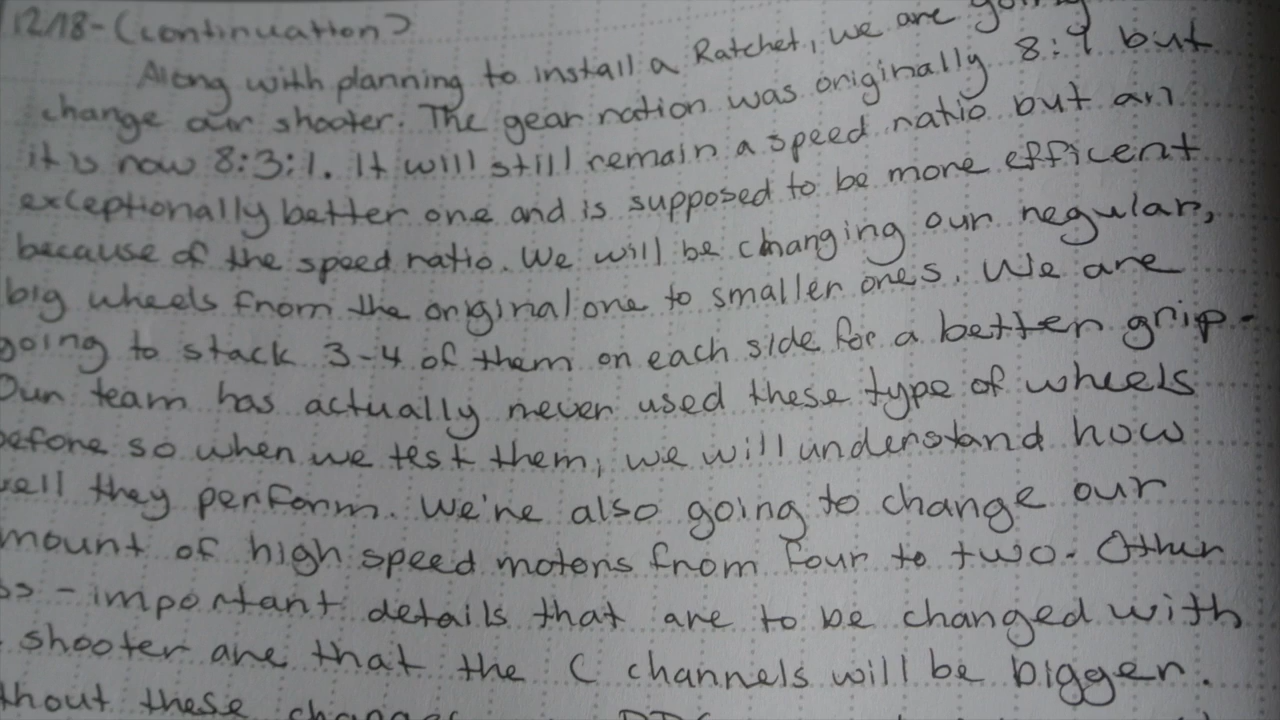 12/18-(continuation)
Along with planning to install a Ratchet, we are going
change our shooter. The gear ration was originally 8:9 but
it is now 8:3:1. It will still remain a speed ratio but an
exceptionally better one and is supposed to be more efficent
because of the speed ratio. We will be changing our regular,
big wheels from the original one to smaller ones. We are
going to stack 3-4 of them on each side for a better grip.
Our team has actually never used these type of wheels
before so when we test them, we will understand how
well they perform. We're also going to change our
mount of high speed motors from four to two. Other
- important details that are to be changed with
shooter are that the C channels will be bigger.
thout these